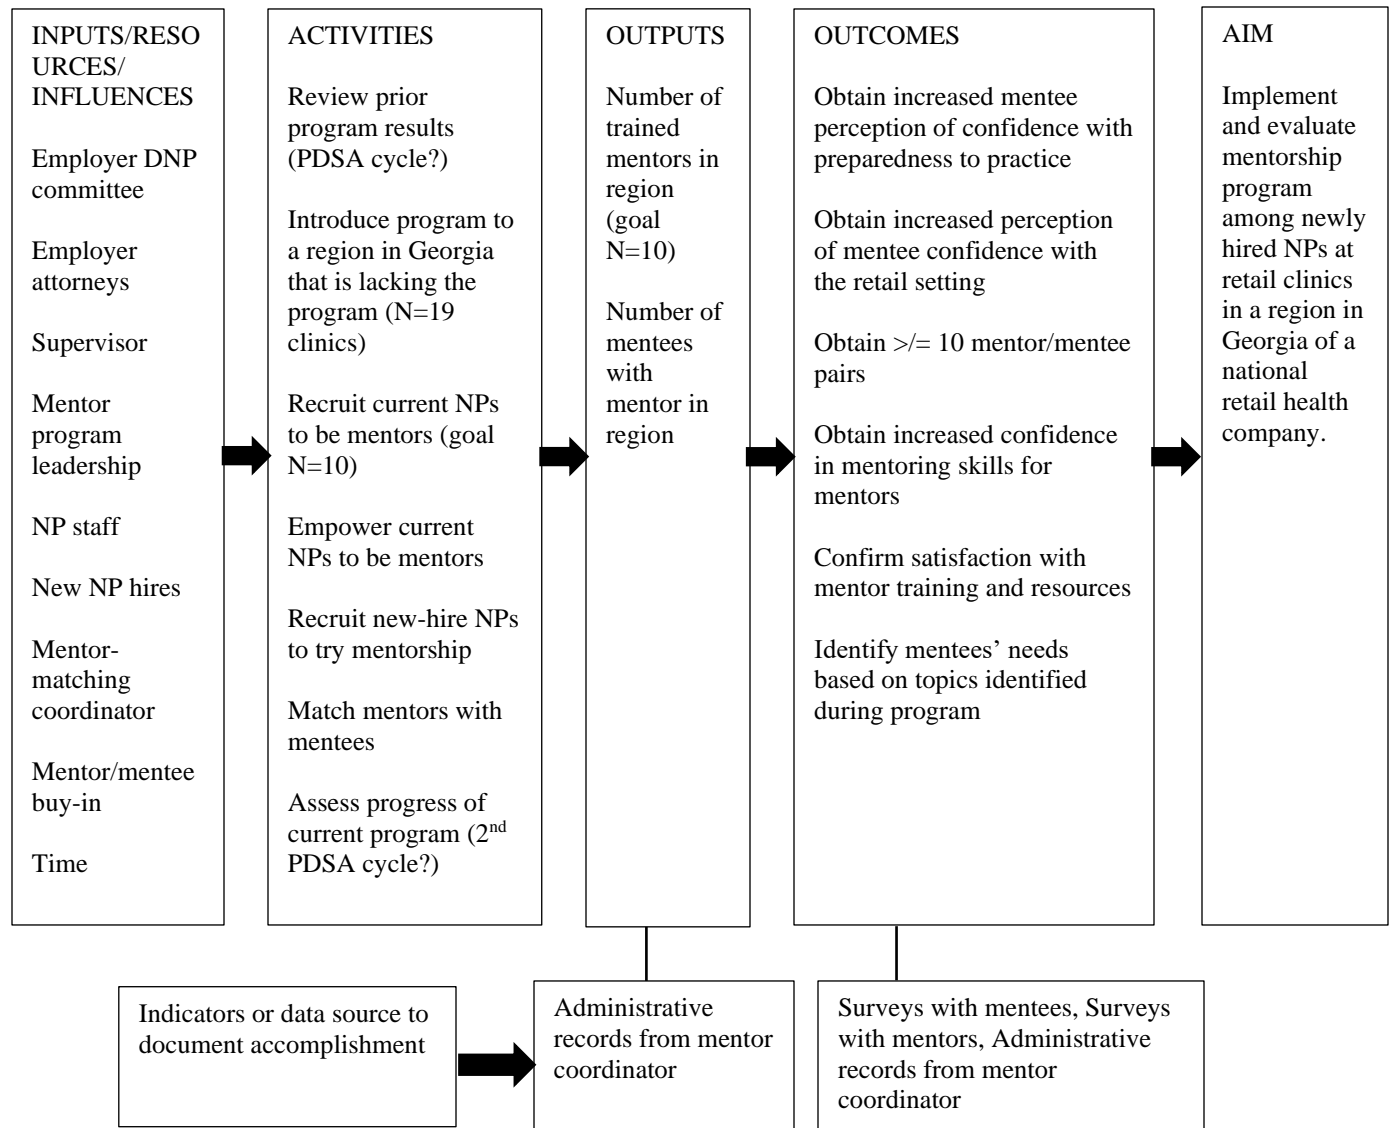 INPUTS/RESO
URCES/
INFLUENCES
Employer DNP
committee
Employer
attorneys
Supervisor
Mentor
program
leadership
NP staff
New NP hires
Mentor-
matching
coordinator
Mentor/mentee
buy-in
Time
ACTIVITIES
Review prior
program results
(PDSA cycle?)
Introduce program to
a region in Georgia
that is lacking the
program (N=19
clinics)
Recruit current NPs
to be mentors (goal
N=10)
Empower current
NPs to be mentors
Recruit new-hire NPs
to try mentorship
Match mentors with
mentees
Assess progress of
current program (2nd
PDSA cycle?)
OUTPUTS
Number of
trained
mentors in
region
(goal
N=10)
Number of
mentees
with
mentor in
region
OUTCOMES
Obtain increased mentee
perception of confidence with
preparedness to practice
Obtain increased perception
of mentee confidence with
the retail setting
Obtain >/= 10 mentor/mentee
pairs
Obtain increased confidence
in mentoring skills for
mentors
Confirm satisfaction with
mentor training and resources
Identify mentees’ needs
based on topics identified
during program
AIM
Implement
and evaluate
mentorship
program
among newly
hired NPs at
retail clinics
in a region in
Georgia of a
national
retail health
company.
Indicators or data source to
document accomplishment
Administrative
records from mentor
coordinator
Surveys with mentees, Surveys
with mentors, Administrative
records from mentor
coordinator